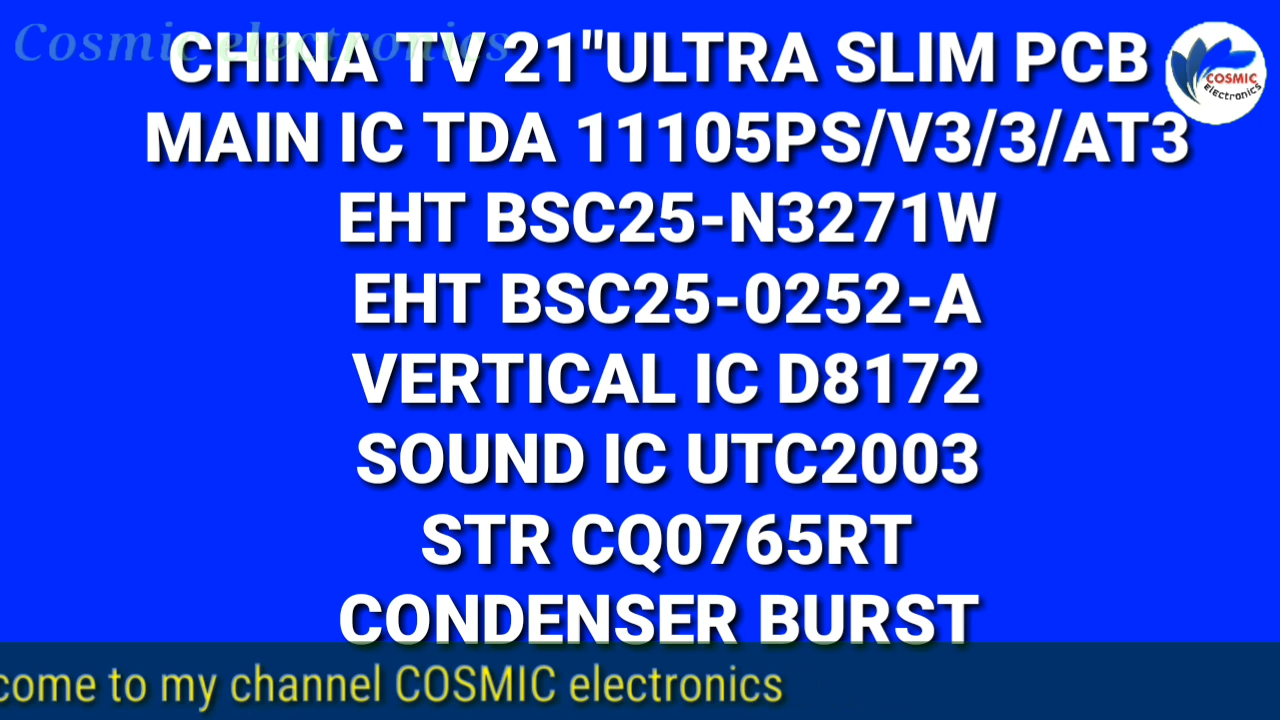 Cosmic electronics
CHINA TV 21"ULTRA SLIM PCB
COSMIC
electronics
MAIN IC TDA 11105PS/V3/3/AT3
EHT BSC25-N3271W
EHT BSC25-0252-A
VERTICAL IC D8172
SOUND IC UTC2003
STR CQ0765RT
CONDENSER BURST
come to my channel COSMIC electronics